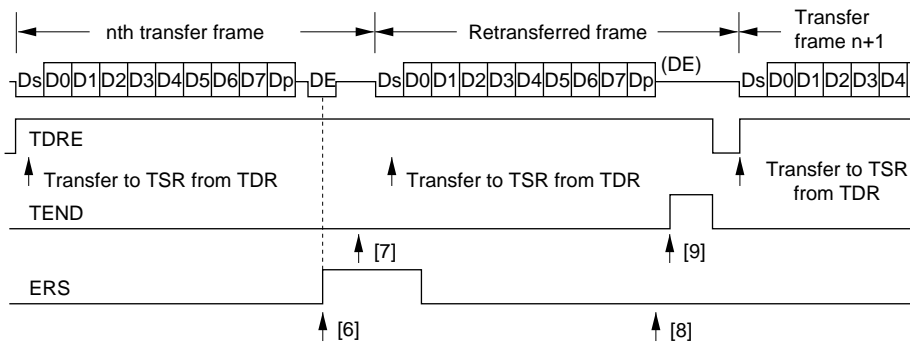 nth transfer frame
Retransferred frame
Transfer
frame n+1
Ds D0 D1 D2 D3 D4 D5 D6 D7 Dp DE
Ds D0 D1 D2 D3 D4 D5 D6 D7 Dp
(DE)
Ds D0 D1 D2 D3 D4
TDRE
Transfer to TSR from TDR
Transfer to TSR from TDR
Transfer to TSR
from TDR
TEND
[7]
[9]
ERS
[6]
[8]